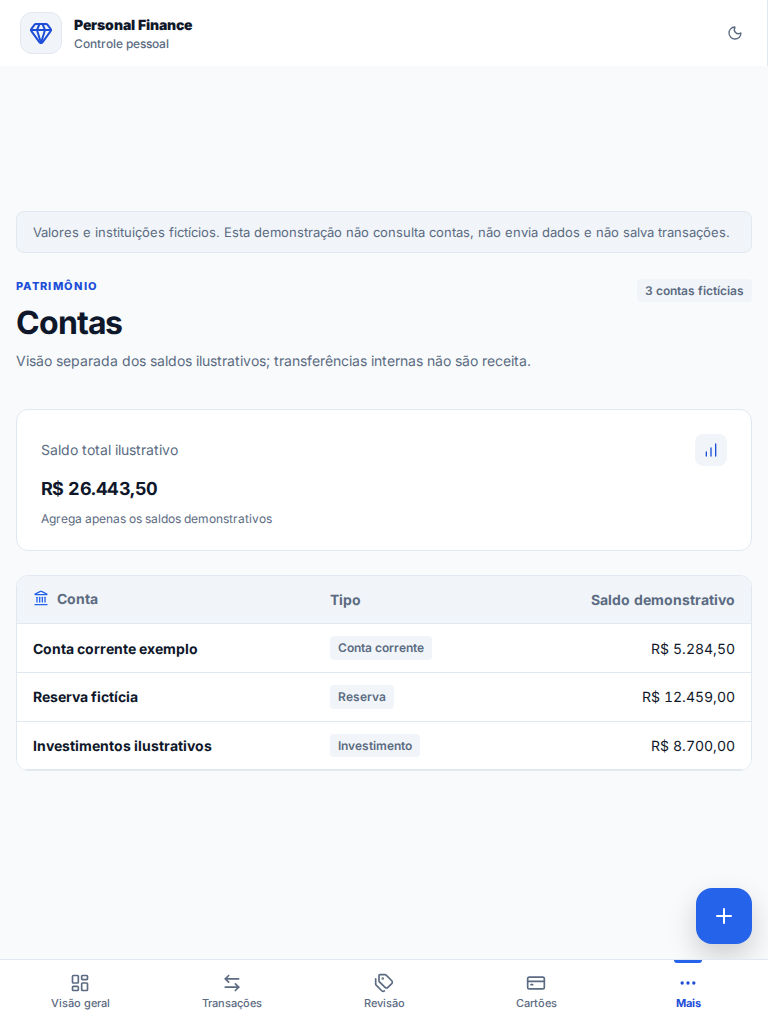 Personal Finance
Controle pessoal
Valores e instituições fictícios. Esta demonstração não consulta contas, não envia dados e não salva transações.
PATRIMÔNIO
3 contas fictícias
Contas
Visão separada dos saldos ilustrativos; transferências internas não são receita.
Saldo total ilustrativo
R$ 26.443,50
Agrega apenas os saldos demonstrativos
Conta Tipo Saldo demonstrativo
Conta corrente exemplo Conta corrente R$ 5.284,50
Reserva fictícia Reserva R$ 12.459,00
Investimentos ilustrativos Investimento R$ 8.700,00
Visão geral Transações Revisão Cartões Mais